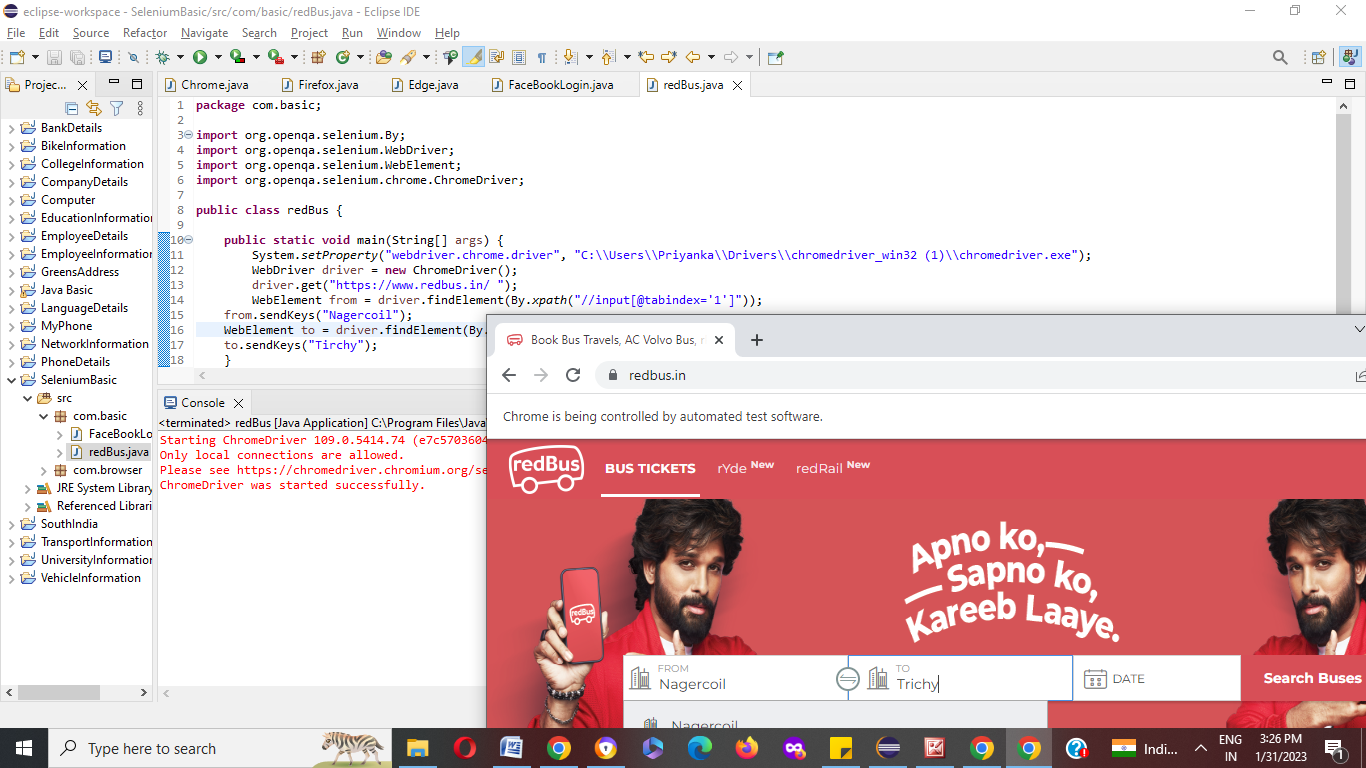 eclipse-workspace - SeleniumBasic/src/com/basic/redBus.java - Eclipse IDE
File Edit Source Refactor Navigate Search Project Run Window Help
Projec...
Chrome.java Firefox.java Edge.java FaceBookLogin.java redBus.java
BankDetails
BikeInformation
CollegeInformation
CompanyDetails
Computer
EducationInformation
EmployeeDetails
EmployeeInformation
GreensAddress
Java Basic
LanguageDetails
MyPhone
NetworkInformation
PhoneDetails
SeleniumBasic
src
com.basic
FaceBookLo
redBus.java
com.browser
JRE System Library
Referenced Librari
SouthIndia
TransportInformation
UniversityInformation
VehicleInformation
1 package com.basic;
2
3 import org.openqa.selenium.By;
4 import org.openqa.selenium.WebDriver;
5 import org.openqa.selenium.WebElement;
6 import org.openqa.selenium.chrome.ChromeDriver;
7
8 public class redBus {
9
10 public static void main(String[] args) {
11 System.setProperty("webdriver.chrome.driver", "C:\\Users\\Priyanka\\Drivers\\chromedriver_win32 (1)\\chromedriver.exe");
12 WebDriver driver = new ChromeDriver();
13 driver.get("https://www.redbus.in/ ");
14 WebElement from = driver.findElement(By.xpath("//input[@tabindex='1']"));
15 from.sendKeys("Nagercoil");
16 WebElement to = driver.findElement(By.
17 to.sendKeys("Tirchy");
18 }
Console
<terminated> redBus [Java Application] C:\Program Files\Java
Starting ChromeDriver 109.0.5414.74 (e7c5703604
Only local connections are allowed.
Please see https://chromedriver.chromium.org/se
ChromeDriver was started successfully.
Book Bus Travels, AC Volvo Bus,
redbus.in
Chrome is being controlled by automated test software.
redBus BUS TICKETS rYde New redRail New
Apno ko,
Sapno ko,
Kareeb Laaye.
redBus
FROM
Nagercoil
TO
Trichy
DATE
Search Buses
Nagercoil
Type here to search
Indi...
ENG
IN
3:26 PM
1/31/2023
1